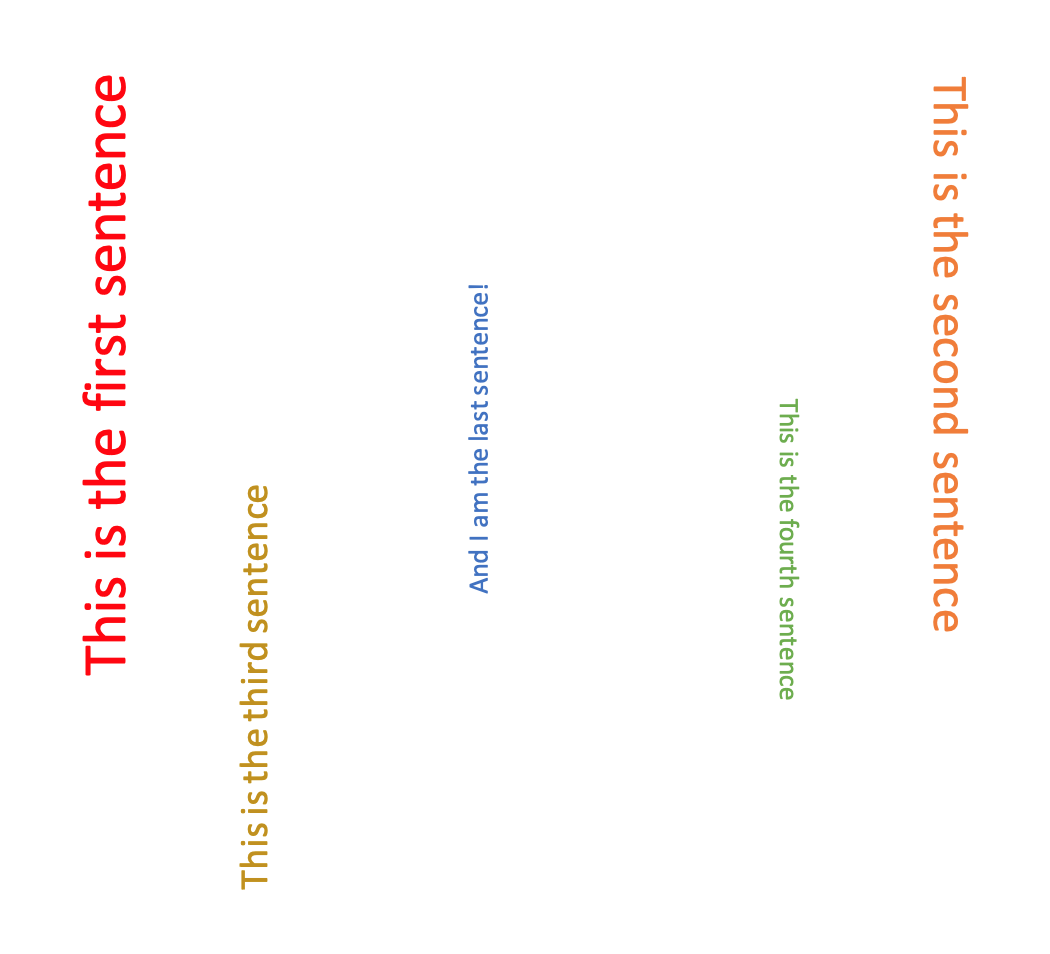 This is the first sentence
This is the second sentence
This is the third sentence
This is the fourth sentence
And I am the last sentence!